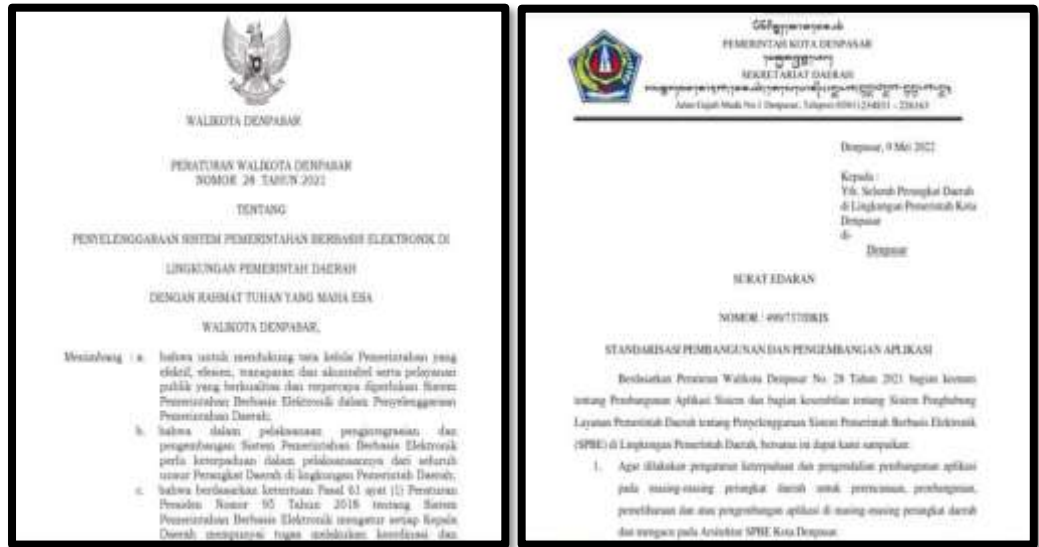 WALIKOTA DENPASAR
PERATURAN WALIKOTA DENPASAR
NOMOR 28 TAHUN 2021
TENTANG
PENYELENGGARAAN SISTEM PEMERINTAHAN BERBASIS ELEKTRONIK DI
LINGKUNGAN PEMERINTAH DAERAH
DENGAN RAHMAT TUHAN YANG MAHA ESA
WALIKOTA DENPASAR,
Menimbang : a. bahwa untuk mendukung tata kelola Pemerintahan yang
efektif, efisien, transparan dan akuntabel serta pelayanan
publik yang berkualitas dan terpercaya diperlukan Sistem
Pemerintahan Berbasis Elektronik dalam Penyelenggaraan
Pemerintahan Daerah;
b. bahwa dalam pelaksanaan pengintegrasian dan
pengembangan Sistem Pemerintahan Berbasis Elektronik
perlu keterpaduan dalam pelaksanaannya dari seluruh
unsur Perangkat Daerah di lingkungan Pemerintah Daerah;
c. bahwa berdasarkan ketentuan Pasal 61 ayat (1) Peraturan
Presiden Nomor 95 Tahun 2018 tentang Sistem
Pemerintahan Berbasis Elektronik mengatur setiap Kepala
Daerah mempunyai tugas melakukan koordinasi dan
PEMERINTAH KOTA DENPASAR
SEKRETARIAT DAERAH
Jalan Gajah Mada No.1 Denpasar, Telepon
Denpasar, 9 Mei 2022
Kepada :
Yth. Seluruh Perangkat Daerah
di Lingkungan Pemerintah Kota
Denpasar
di-
Denpasar
SURAT EDARAN
NOMOR :
STANDARISASI PEMBANGUNAN DAN PENGEMBANGAN APLIKASI
Berdasarkan Peraturan Walikota Denpasar No. 28 Tahun 2021 bagian keenam
tentang Pembangunan Aplikasi Sistem dan bagian kesembilan tentang Sistem Penghubung
Layanan Pemerintah Daerah tentang Penyelenggaraan Sistem Pemerintah Berbasis Elektronik
(SPBE) di Lingkungan Pemerintah Daerah, bersama ini dapat kami sampaikan:
1. Agar dilakukan pengaturan keterpaduan dan pengendalian pembangunan aplikasi
pada masing-masing perangkat daerah untuk perencanaan, pembangunan,
pemeliharaan dan atau pengembangan aplikasi di masing-masing perangkat daerah
dan mengacu pada Arsitektur SPBE Kota Denpasar.